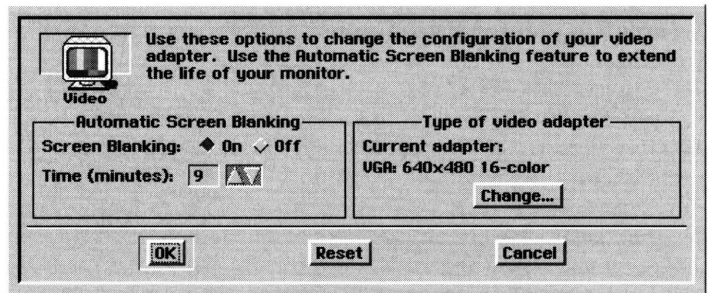 Use these options to change the configuration of your video
adapter. Use the Automatic Screen Blanking feature to extend
the life of your monitor.
Video
Automatic Screen Blanking
Screen Blanking: On Off
Time (minutes): 9
Type of video adapter
Current adapter:
VGA: 640x480 16-color
Change...
OK
Reset
Cancel